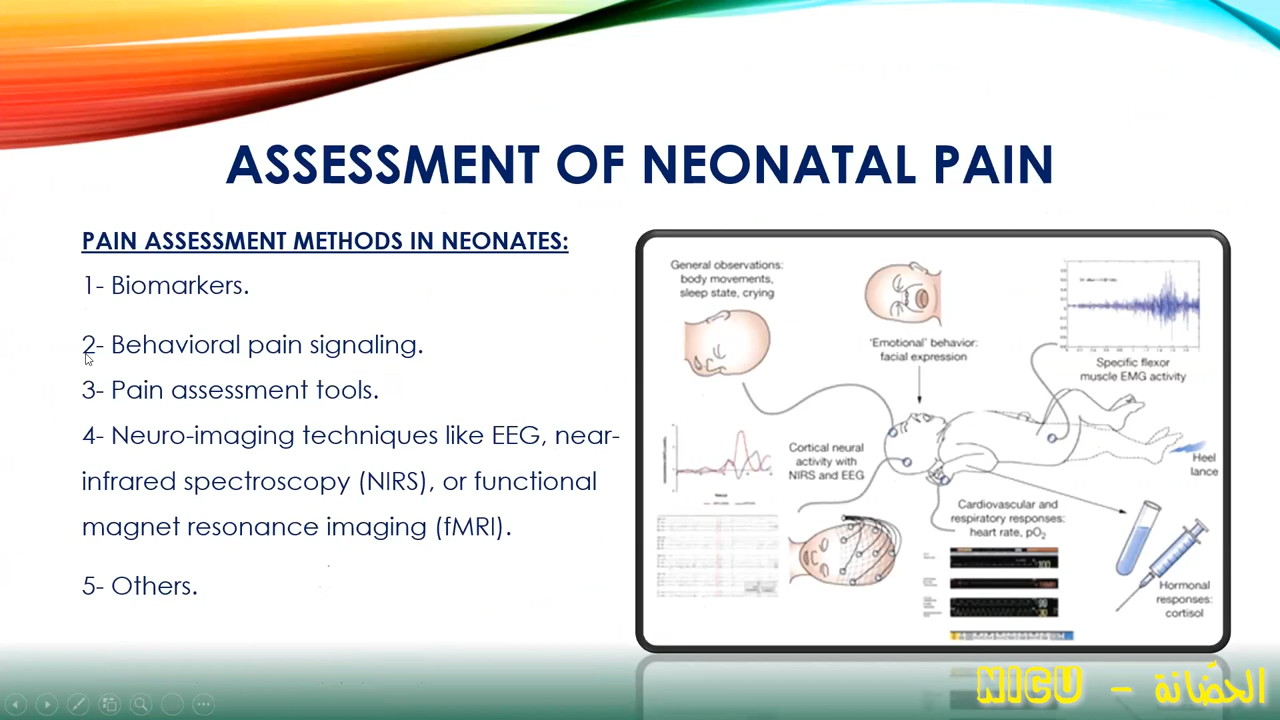 ASSESSMENT OF NEONATAL PAIN
PAIN ASSESSMENT METHODS IN NEONATES:
1- Biomarkers.
2- Behavioral pain signaling.
3- Pain assessment tools.
4- Neuro-imaging techniques like EEG, near-
infrared spectroscopy (NIRS), or functional
magnet resonance imaging (fMRI).
5- Others.
General observations:
body movements,
sleep state, crying
'Emotional' behavior:
facial expression
Specific flexor
muscle EMG activity
Cortical neural
activity with
NIRS and EEG
Heel
lance
Cardiovascular and
respiratory responses:
heart rate, pO2
Hormonal
responses:
cortisol
NICU - الحضّانة